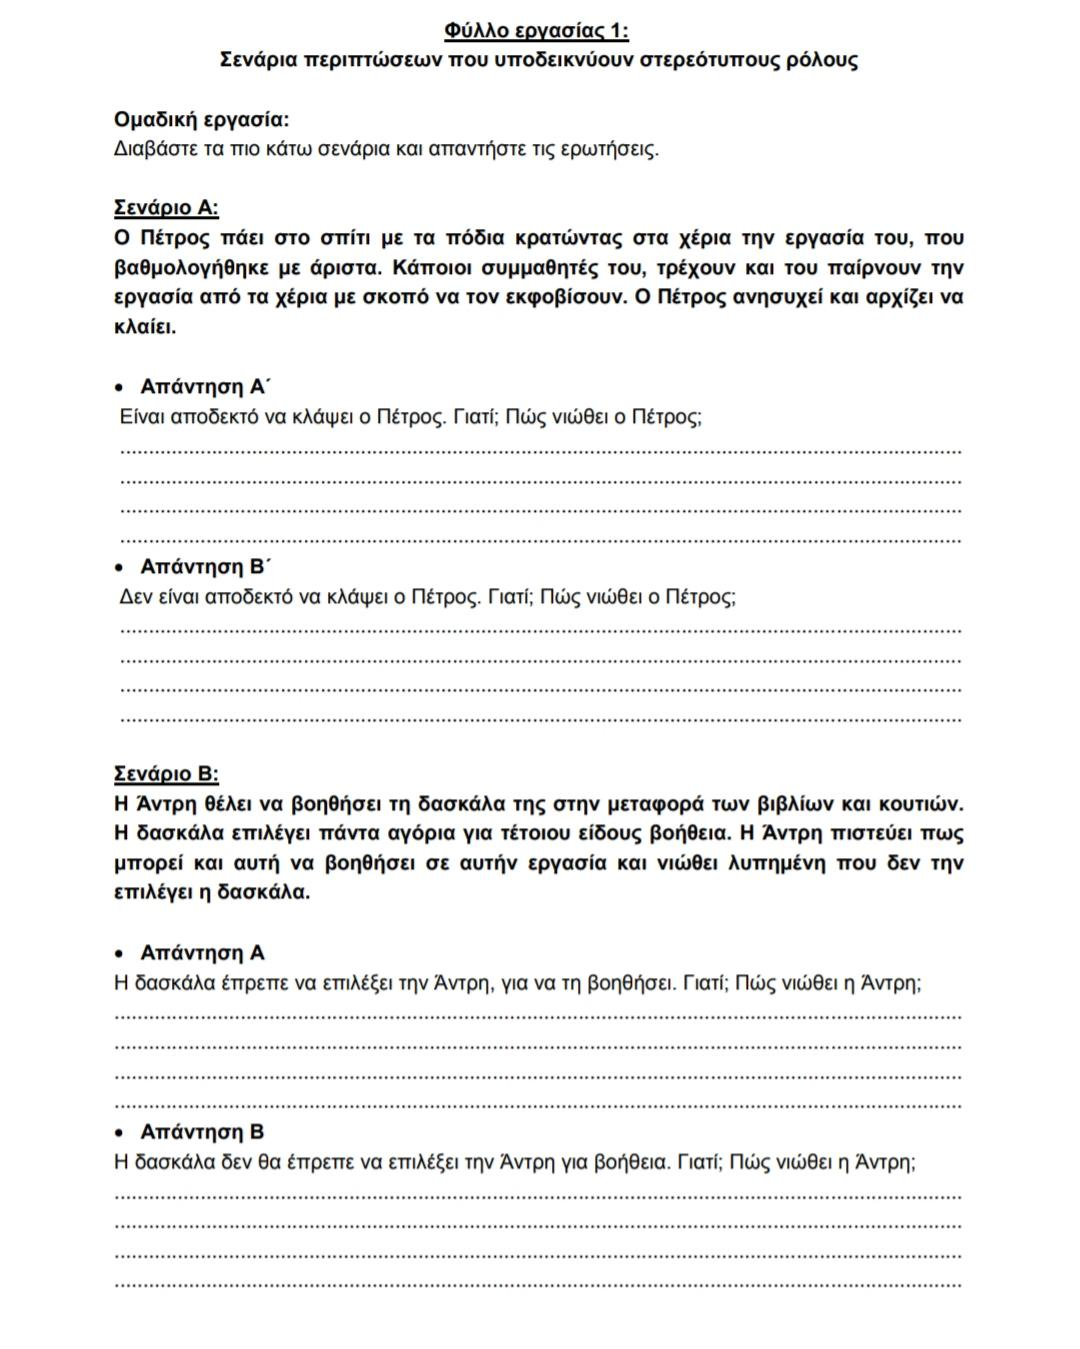 Φύλλο εργασίας 1:
Σενάρια περιπτώσεων που υποδεικνύουν στερεότυπους ρόλους
Ομαδική εργασία:
Διαβάστε τα πιο κάτω σενάρια και απαντήστε τις ερωτήσεις.
Σενάριο Α:
Ο Πέτρος πάει στο σπίτι με τα πόδια κρατώντας στα χέρια την εργασία του, που
βαθμολογήθηκε με άριστα. Κάποιοι συμμαθητές του, τρέχουν και του παίρνουν την
εργασία από τα χέρια με σκοπό να τον εκφοβίσουν. Ο Πέτρος ανησυχεί και αρχίζει να
κλαίει.
• Απάντηση Α΄
Είναι αποδεκτό να κλάψει ο Πέτρος. Γιατί; Πώς νιώθει ο Πέτρος;
• Απάντηση Β΄
Δεν είναι αποδεκτό να κλάψει ο Πέτρος. Γιατί; Πώς νιώθει ο Πέτρος;
Σενάριο Β:
Η Άντρη θέλει να βοηθήσει τη δασκάλα της στην μεταφορά των βιβλίων και κουτιών.
Η δασκάλα επιλέγει πάντα αγόρια για τέτοιου είδους βοήθεια. Η Άντρη πιστεύει πως
μπορεί και αυτή να βοηθήσει σε αυτήν εργασία και νιώθει λυπημένη που δεν την
επιλέγει η δασκάλα.
• Απάντηση Α
Η δασκάλα έπρεπε να επιλέξει την Άντρη, για να τη βοηθήσει. Γιατί; Πώς νιώθει η Άντρη;
• Απάντηση Β
Η δασκάλα δεν θα έπρεπε να επιλέξει την Άντρη για βοήθεια. Γιατί; Πώς νιώθει η Άντρη;